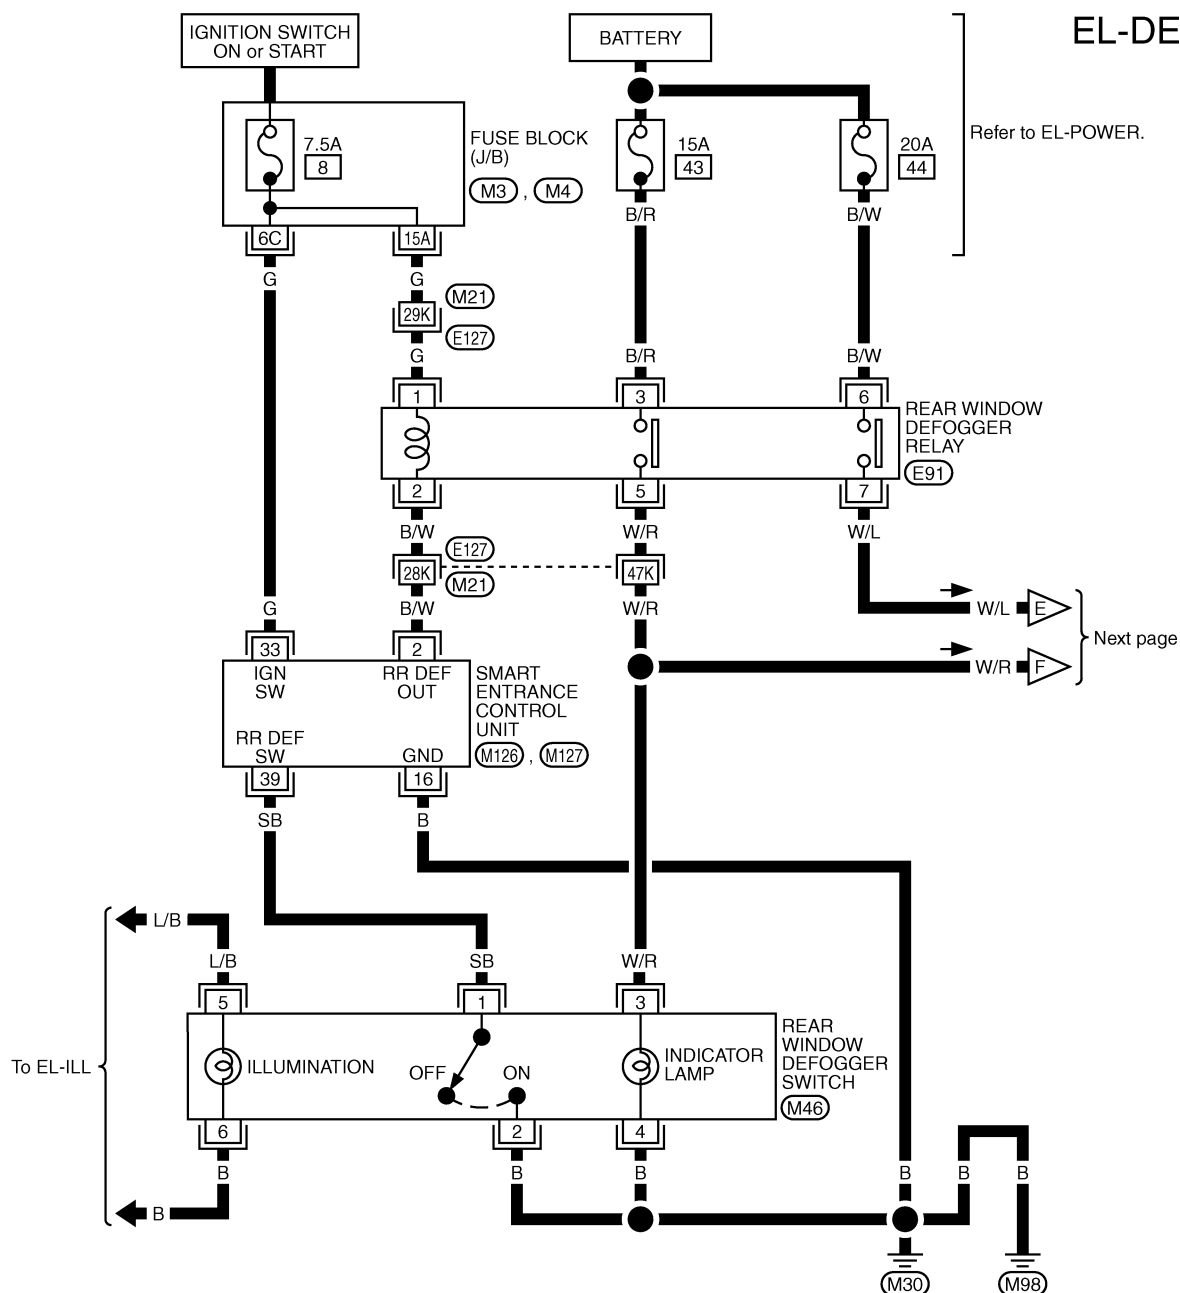 EL-DE
IGNITION SWITCH
ON or START
BATTERY
Refer to EL-POWER.
7.5A
8
FUSE BLOCK
(J/B)
M3 , M4
15A
43
20A
44
B/R
B/W
6C
15A
G
G
M21
29K
E127
G
B/R
B/W
1
3
6
REAR WINDOW
DEFOGGER
RELAY
E91
2
5
7
B/W
W/R
W/L
E127
28K
47K
M21
G
B/W
W/R
W/L
E
Next page
W/R
F
33
2
IGN
SW
RR DEF
OUT
SMART
ENTRANCE
CONTROL
UNIT
M126 , M127
RR DEF
SW
GND
39
16
SB
B
L/B
L/B
SB
W/R
5
1
3
REAR
WINDOW
DEFOGGER
SWITCH
M46
To EL-ILL
ILLUMINATION
OFF
ON
INDICATOR
LAMP
6
2
4
B
B
B
B
B
B
B
M30
M98